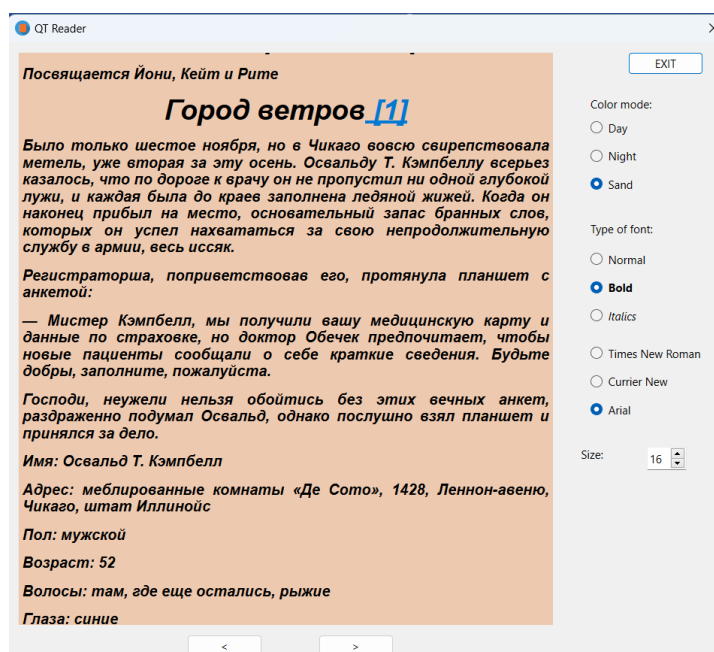 QT Reader
Посвящается Йони, Кейт и Рите
Город ветров [1]
Было только шестое ноября, но в Чикаго вовсю свирепствовала
метель, уже вторая за эту осень. Освальду Т. Кэмпбеллу всерьез
казалось, что по дороге к врачу он не пропустил ни одной глубокой
лужи, и каждая была до краев заполнена ледяной жижей. Когда он
наконец прибыл на место, основательный запас бранных слов,
которых он успел нахвататься за свою непродолжительную
службу в армии, весь иссяк.
Регистраторша, поприветствовав его, протянула планшет с
анкетой:
— Мистер Кэмпбелл, мы получили вашу медицинскую карту и
данные по страховке, но доктор Обечек предпочитает, чтобы
новые пациенты сообщали о себе краткие сведения. Будьте
добры, заполните, пожалуйста.
Господи, неужели нельзя обойтись без этих вечных анкет,
раздраженно подумал Освальд, однако послушно взял планшет и
принялся за дело.
Имя: Освальд Т. Кэмпбелл
Адрес: меблированные комнаты «Де Сото», 1428, Леннон-авеню,
Чикаго, штат Иллинойс
Пол: мужской
Возраст: 52
Волосы: там, где еще остались, рыжие
Глаза: синие
<
>
EXIT
Color mode:
Day
Night
Sand
Type of font:
Normal
Bold
Italics
Times New Roman
Currier New
Arial
Size:
16